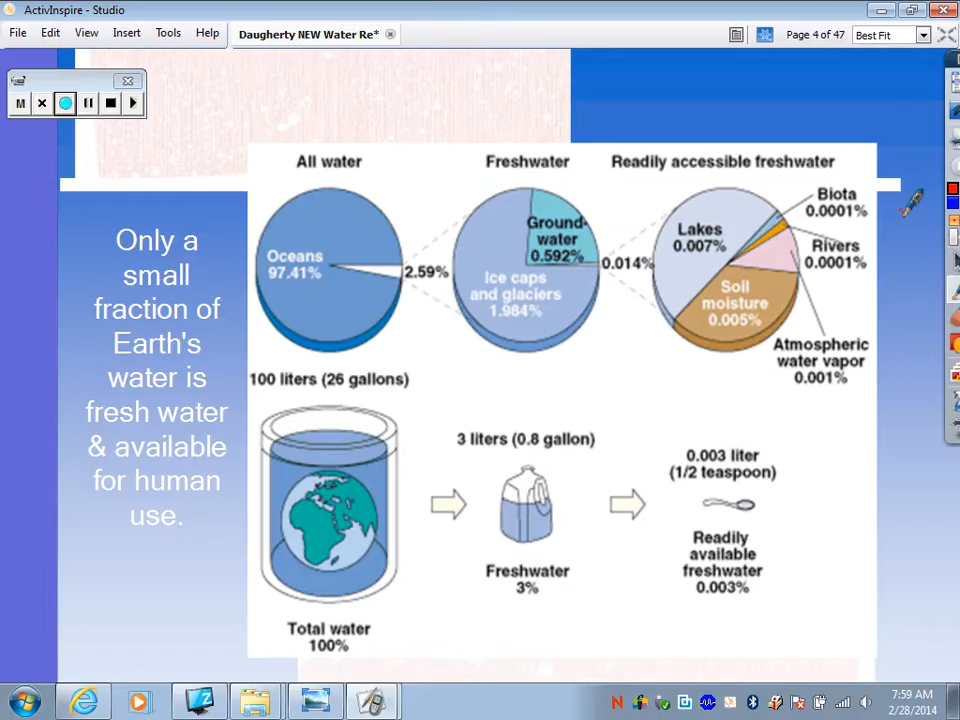 ActivInspire - Studio
File Edit View Insert Tools Help
Daugherty NEW Water Re*
Page 4 of 47
Best Fit
M
Only a
small
fraction of
Earth's
water is
fresh water
& available
for human
use.
All water
Freshwater
Readily accessible freshwater
Oceans
97.41%
2.59%
Ground-
water
0.592%
Ice caps
and glaciers
1.984%
0.014%
Lakes
0.007%
Soil
moisture
0.005%
Biota
0.0001%
Rivers
0.0001%
Atmospheric
water vapor
0.001%
100 liters (26 gallons)
Total water
100%
3 liters (0.8 gallon)
Freshwater
3%
0.003 liter
(1/2 teaspoon)
Readily
available
freshwater
0.003%
7:59 AM
2/28/2014